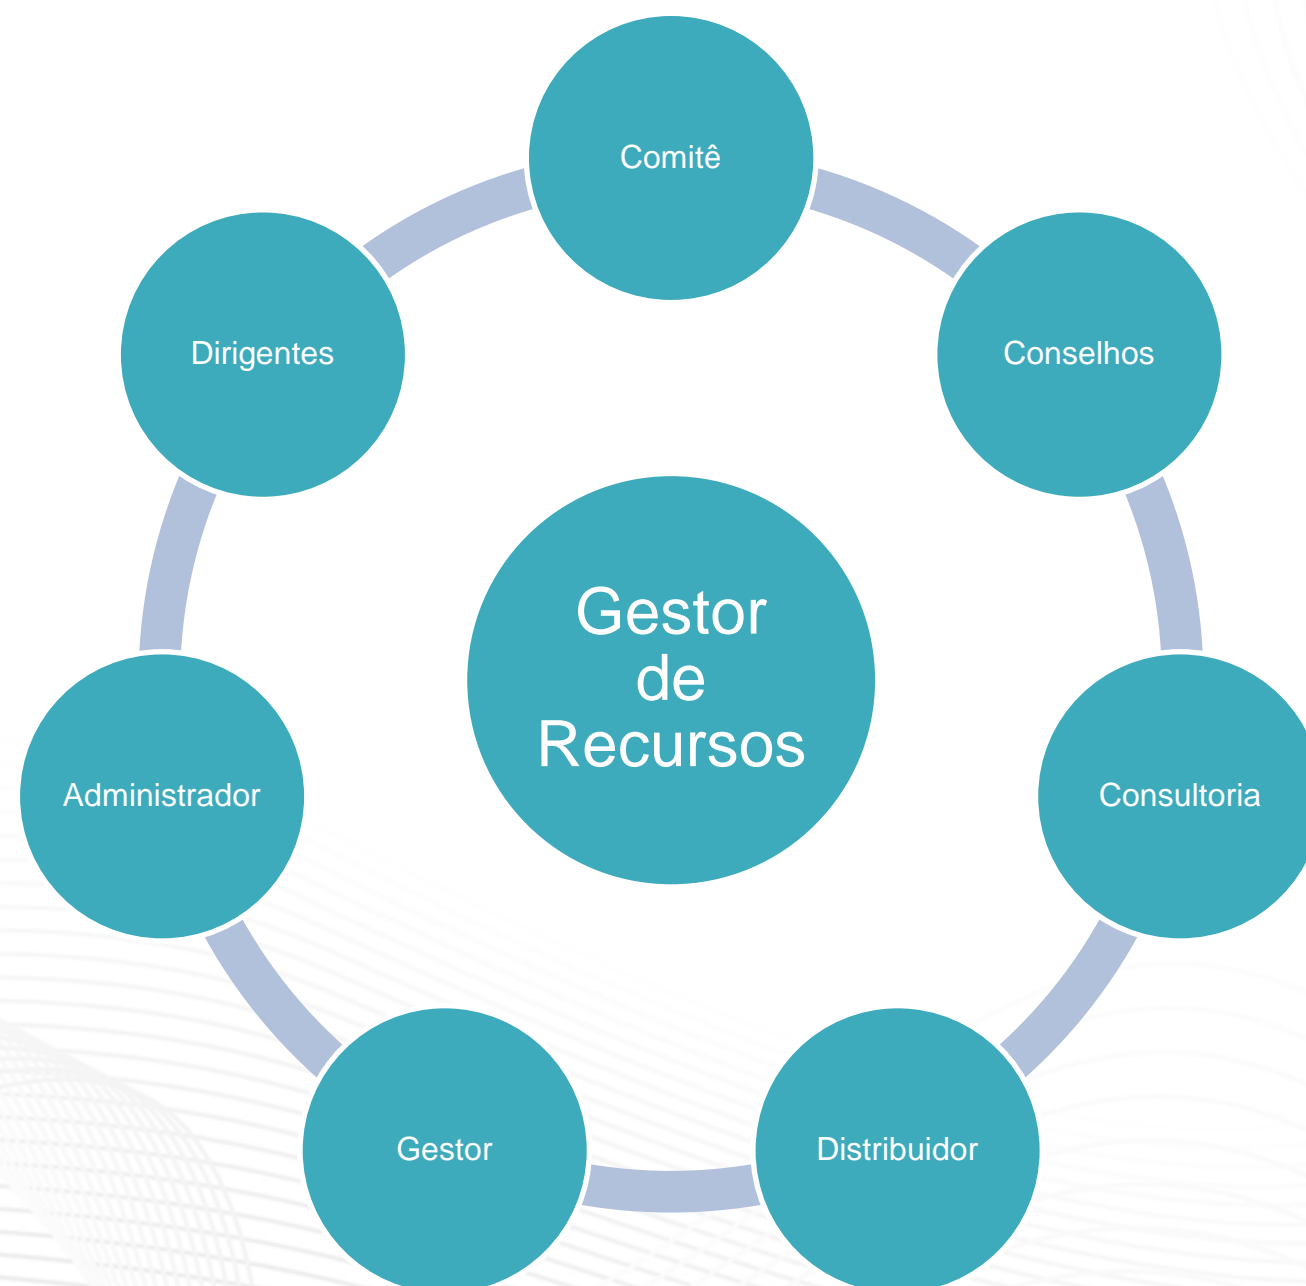 Comitê
Dirigentes
Conselhos
Gestor
de
Recursos
Administrador
Consultoria
Gestor
Distribuidor